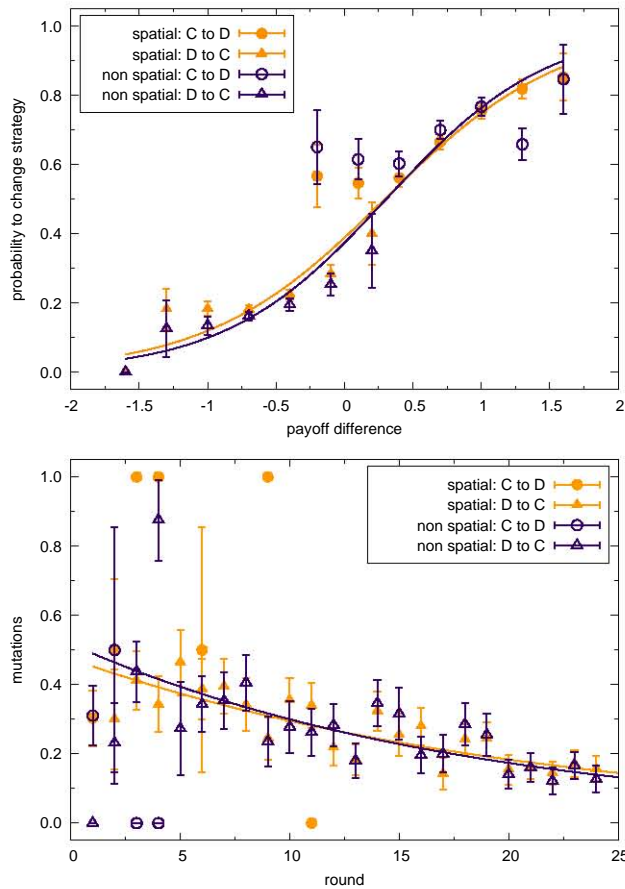 1.0
0.8
0.6
0.4
0.2
0.0
probability to change strategy
spatial: C to D
spatial: D to C
non spatial: C to D
non spatial: D to C
-2 -1.5 -1 -0.5 0 0.5 1 1.5 2
payoff difference
1.0
0.8
0.6
0.4
0.2
0.0
mutations
spatial: C to D
spatial: D to C
non spatial: C to D
non spatial: D to C
0 5 10 15 20 25
round